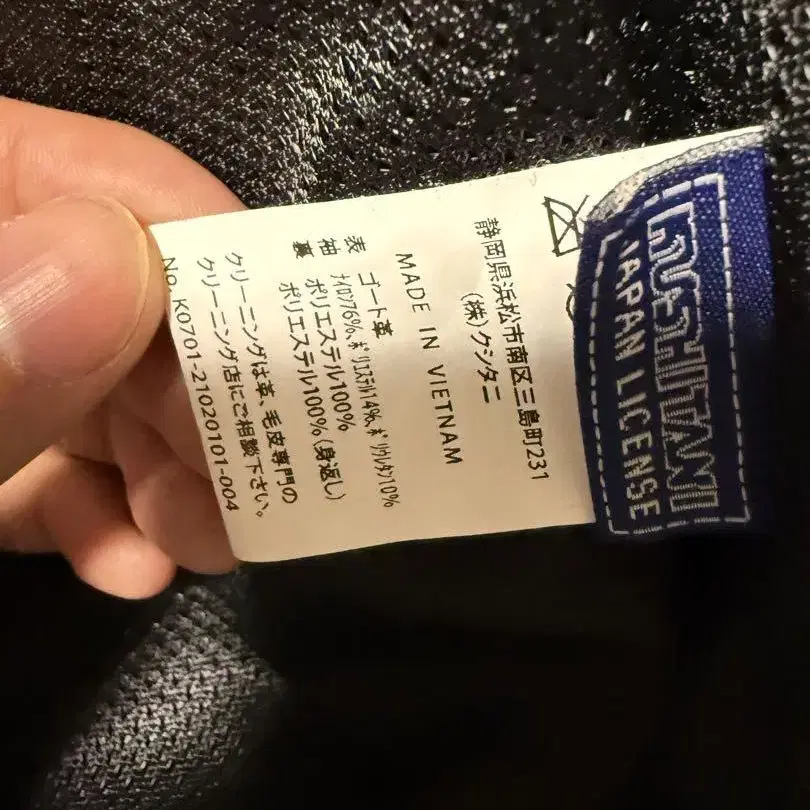 KUSHITANI
JAPAN LICENSE
静岡県浜松市南区三島町231
(株)クシタニ
MADE IN VIETNAM
表 ゴート革
袖 ナイロン76%、ポリエステル14%、ポリウレタン10%
裏 ポリエステル100%
ポリエステル100%(身返し)
クリーニングは革、毛皮専門の
クリーニング店にご相談下さい。
No. K0701-21020101-004